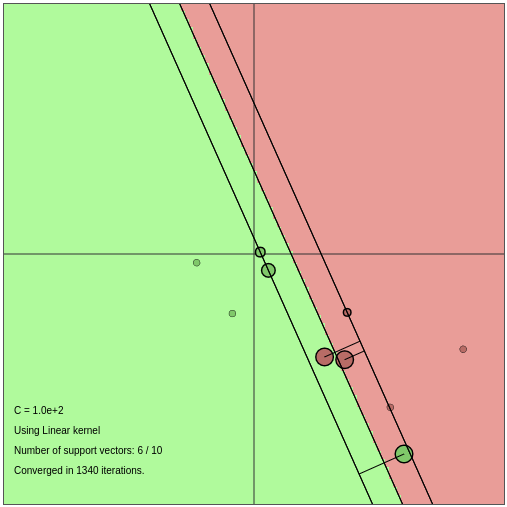 C = 1.0e+2
Using Linear kernel
Number of support vectors: 6 / 10
Converged in 1340 iterations.